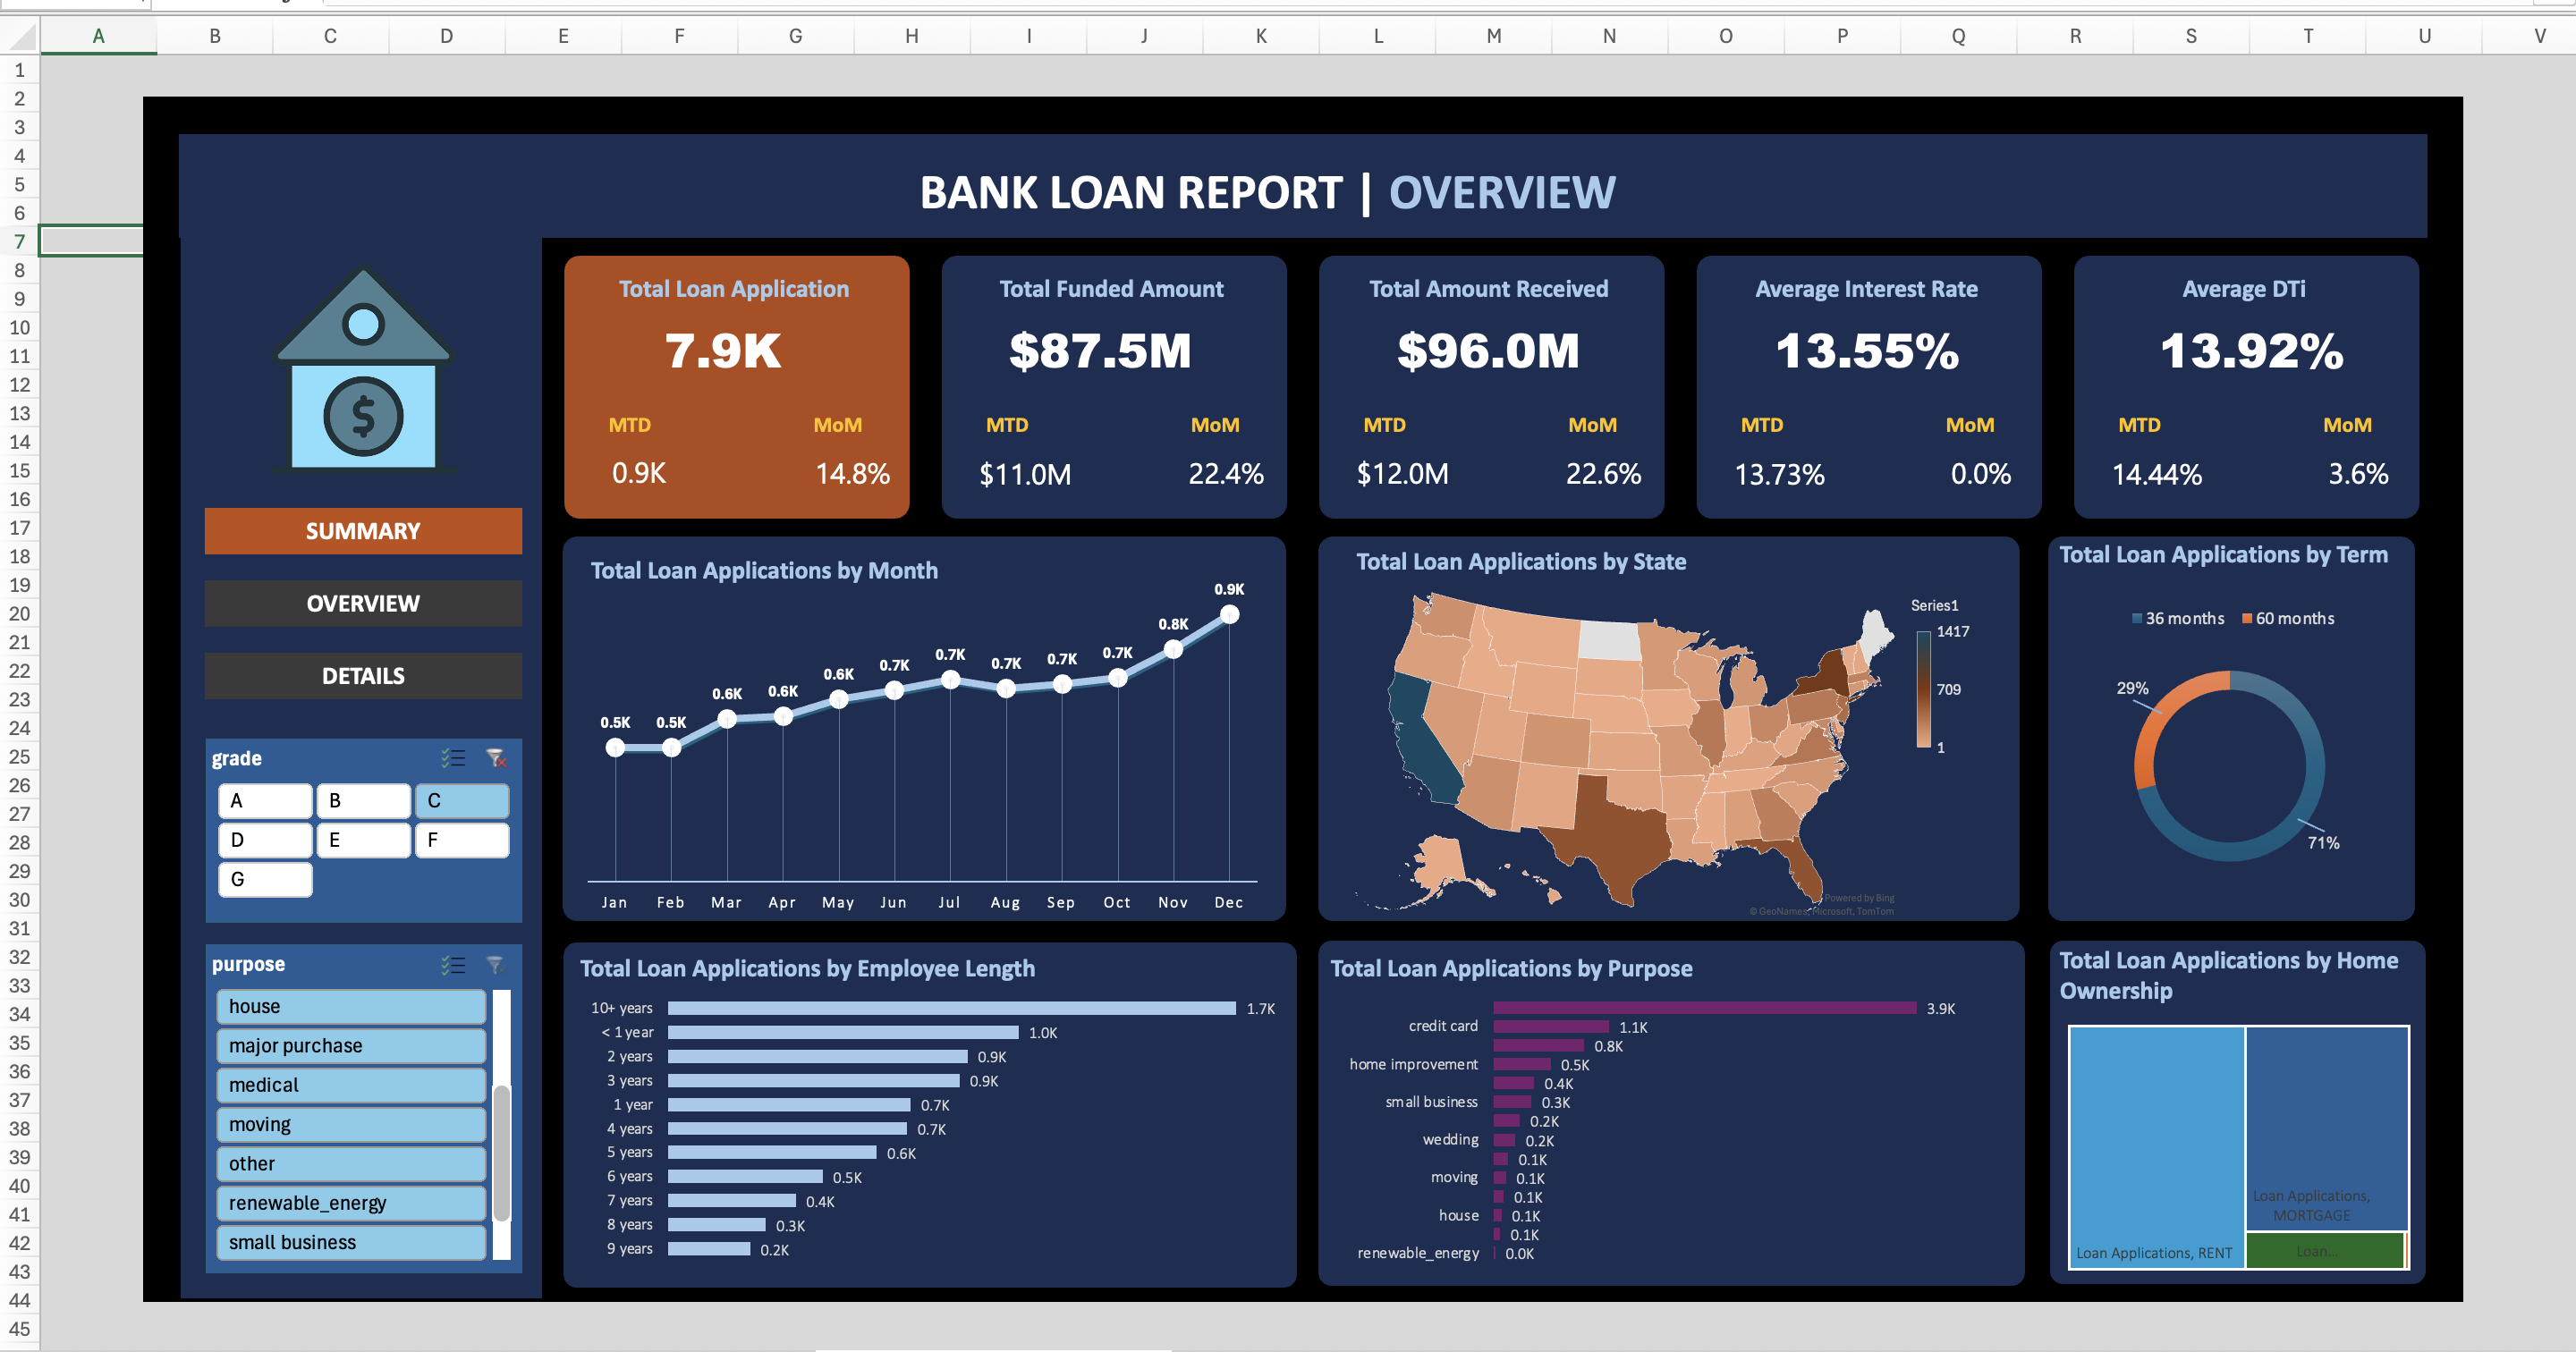 A B C D E F G H I J K L M N O P Q R S T U V
1
2
3
4
5
6
7
8
9
10
11
12
13
14
15
16
17
18
19
20
21
22
23
24
25
26
27
28
29
30
31
32
33
34
35
36
37
38
39
40
41
42
43
44
45
BANK LOAN REPORT | OVERVIEW
$
SUMMARY
OVERVIEW
DETAILS
grade
A B C
D E F
G
purpose
house
major purchase
medical
moving
other
renewable_energy
small business
Total Loan Application
7.9K
MTD MoM
0.9K 14.8%
Total Funded Amount
$87.5M
MTD MoM
$11.0M 22.4%
Total Amount Received
$96.0M
MTD MoM
$12.0M 22.6%
Average Interest Rate
13.55%
MTD MoM
13.73% 0.0%
Average DTi
13.92%
MTD MoM
14.44% 3.6%
Total Loan Applications by Month
0.5K 0.5K 0.6K 0.6K 0.6K 0.7K 0.7K 0.7K 0.7K 0.7K 0.8K 0.9K
Jan Feb Mar Apr May Jun Jul Aug Sep Oct Nov Dec
Total Loan Applications by State
Series1
1417
709
1
Powered by Bing
© GeoNames, Microsoft, TomTom
Total Loan Applications by Term
36 months 60 months
29%
71%
Total Loan Applications by Employee Length
10+ years 1.7K
< 1 year 1.0K
2 years 0.9K
3 years 0.9K
1 year 0.7K
4 years 0.7K
5 years 0.6K
6 years 0.5K
7 years 0.4K
8 years 0.3K
9 years 0.2K
Total Loan Applications by Purpose
3.9K
credit card 1.1K
0.8K
home improvement 0.5K
0.4K
small business 0.3K
0.2K
wedding 0.2K
0.1K
moving 0.1K
0.1K
house 0.1K
0.1K
renewable_energy 0.0K
Total Loan Applications by Home
Ownership
Loan Applications, RENT
Loan Applications,
MORTGAGE
Loan...